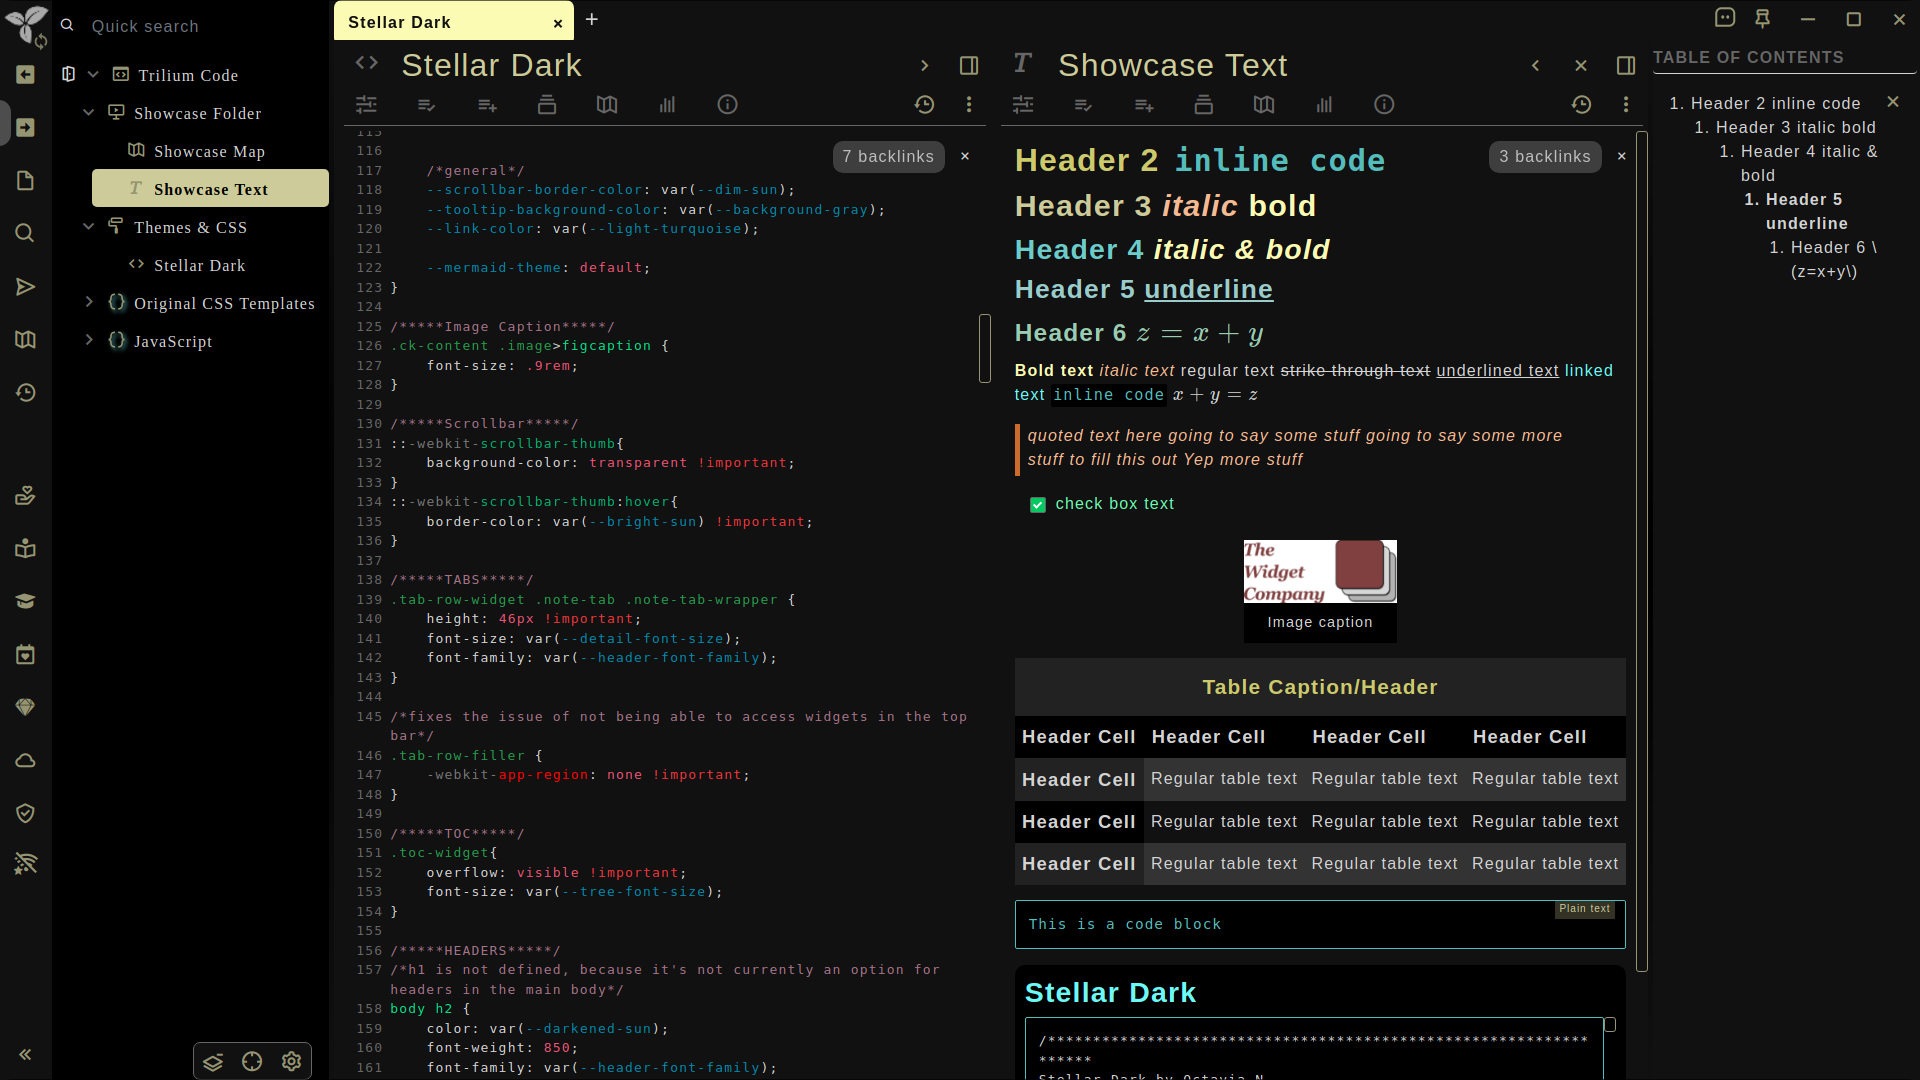 Quick search
Trilium Code
Showcase Folder
Showcase Map
T Showcase Text
Themes & CSS
Stellar Dark
Original CSS Templates
JavaScript
Stellar Dark × +
Stellar Dark
7 backlinks ×
115
116
117 /*general*/
118 --scrollbar-border-color: var(--dim-sun);
119 --tooltip-background-color: var(--background-gray);
120 --link-color: var(--light-turquoise);
121
122 --mermaid-theme: default;
123 }
124
125 /*****Image Caption*****/
126 .ck-content .image>figcaption {
127 font-size: .9rem;
128 }
129
130 /*****Scrollbar*****/
131 ::-webkit-scrollbar-thumb{
132 background-color: transparent !important;
133 }
134 ::-webkit-scrollbar-thumb:hover{
135 border-color: var(--bright-sun) !important;
136 }
137
138 /*****TABS*****/
139 .tab-row-widget .note-tab .note-tab-wrapper {
140 height: 46px !important;
141 font-size: var(--detail-font-size);
142 font-family: var(--header-font-family);
143 }
144
145 /*fixes the issue of not being able to access widgets in the top
bar*/
146 .tab-row-filler {
147 -webkit-app-region: none !important;
148 }
149
150 /*****TOC*****/
151 .toc-widget{
152 overflow: visible !important;
153 font-size: var(--tree-font-size);
154 }
155
156 /*****HEADERS*****/
157 /*h1 is not defined, because it's not currently an option for
headers in the main body*/
158 body h2 {
159 color: var(--darkened-sun);
160 font-weight: 850;
161 font-family: var(--header-font-family);
T Showcase Text
3 backlinks ×
Header 2 inline code
Header 3 italic bold
Header 4 italic & bold
Header 5 underline
Header 6 z = x + y
Bold text italic text regular text strike through text underlined text linked
text inline code x + y = z
quoted text here going to say some stuff going to say some more
stuff to fill this out Yep more stuff
check box text
The
Widget
Company
Image caption
Table Caption/Header
Header Cell Header Cell Header Cell Header Cell
Header Cell Regular table text Regular table text Regular table text
Header Cell Regular table text Regular table text Regular table text
Header Cell Regular table text Regular table text Regular table text
Plain text
This is a code block
Stellar Dark
/************************************************************
******
Stellar Dark by Octavia N
TABLE OF CONTENTS
1. Header 2 inline code
1. Header 3 italic bold
1. Header 4 italic &
bold
1. Header 5
underline
1. Header 6 \
(z=x+y\)